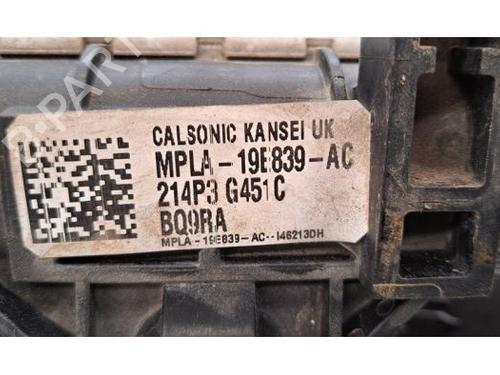 CALSONIC KANSEI UK
MPLA-19E839-AC
214P3 G451C
BQ9RA
MPLA-19E839-AC--I46213DH